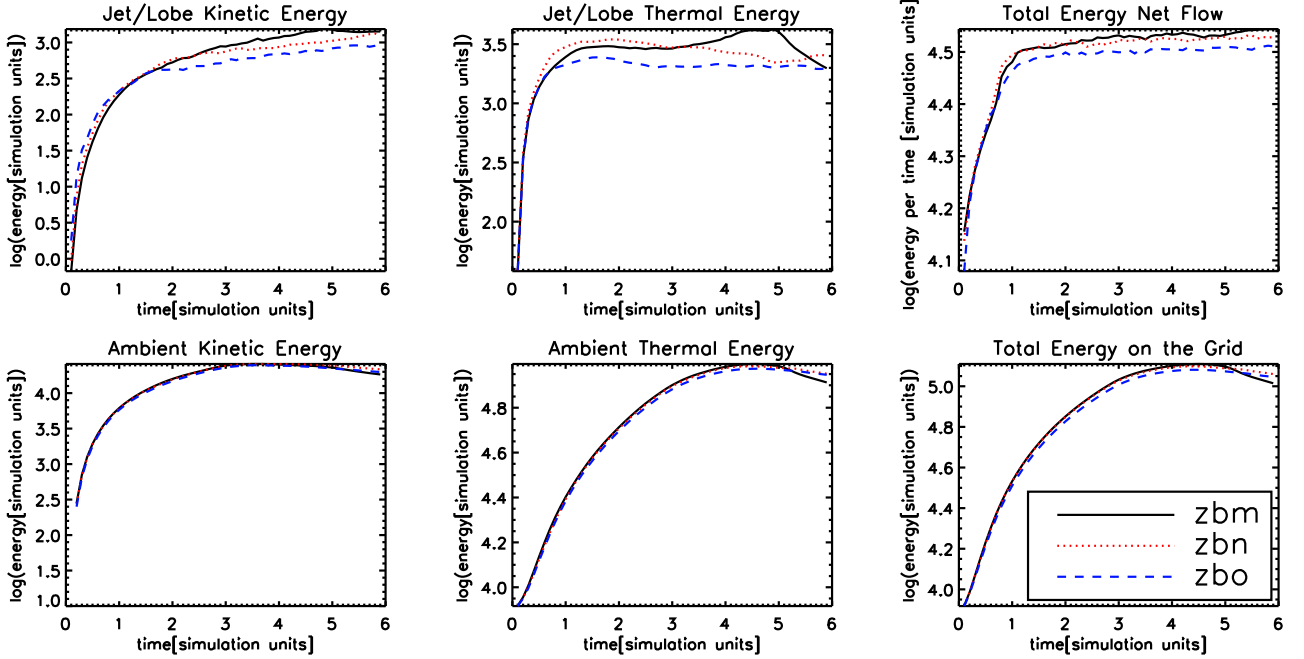 Jet/Lobe Kinetic Energy
log(energy[simulation units])
3.0
2.5
2.0
1.5
1.0
0.5
0.0
0 1 2 3 4 5 6
time[simulation units]
Jet/Lobe Thermal Energy
log(energy[simulation units])
3.5
3.0
2.5
2.0
0 1 2 3 4 5 6
time[simulation units]
Total Energy Net Flow
log(energy per time [simulation units])
4.5
4.4
4.3
4.2
4.1
0 1 2 3 4 5 6
time[simulation units]
Ambient Kinetic Energy
log(energy[simulation units])
4.0
3.5
3.0
2.5
2.0
1.5
1.0
0 1 2 3 4 5 6
time[simulation units]
Ambient Thermal Energy
log(energy[simulation units])
4.8
4.6
4.4
4.2
4.0
0 1 2 3 4 5 6
time[simulation units]
Total Energy on the Grid
log(energy[simulation units])
5.0
4.8
4.6
4.4
4.2
4.0
0 1 2 3 4 5 6
time[simulation units]
zbm
zbn
zbo